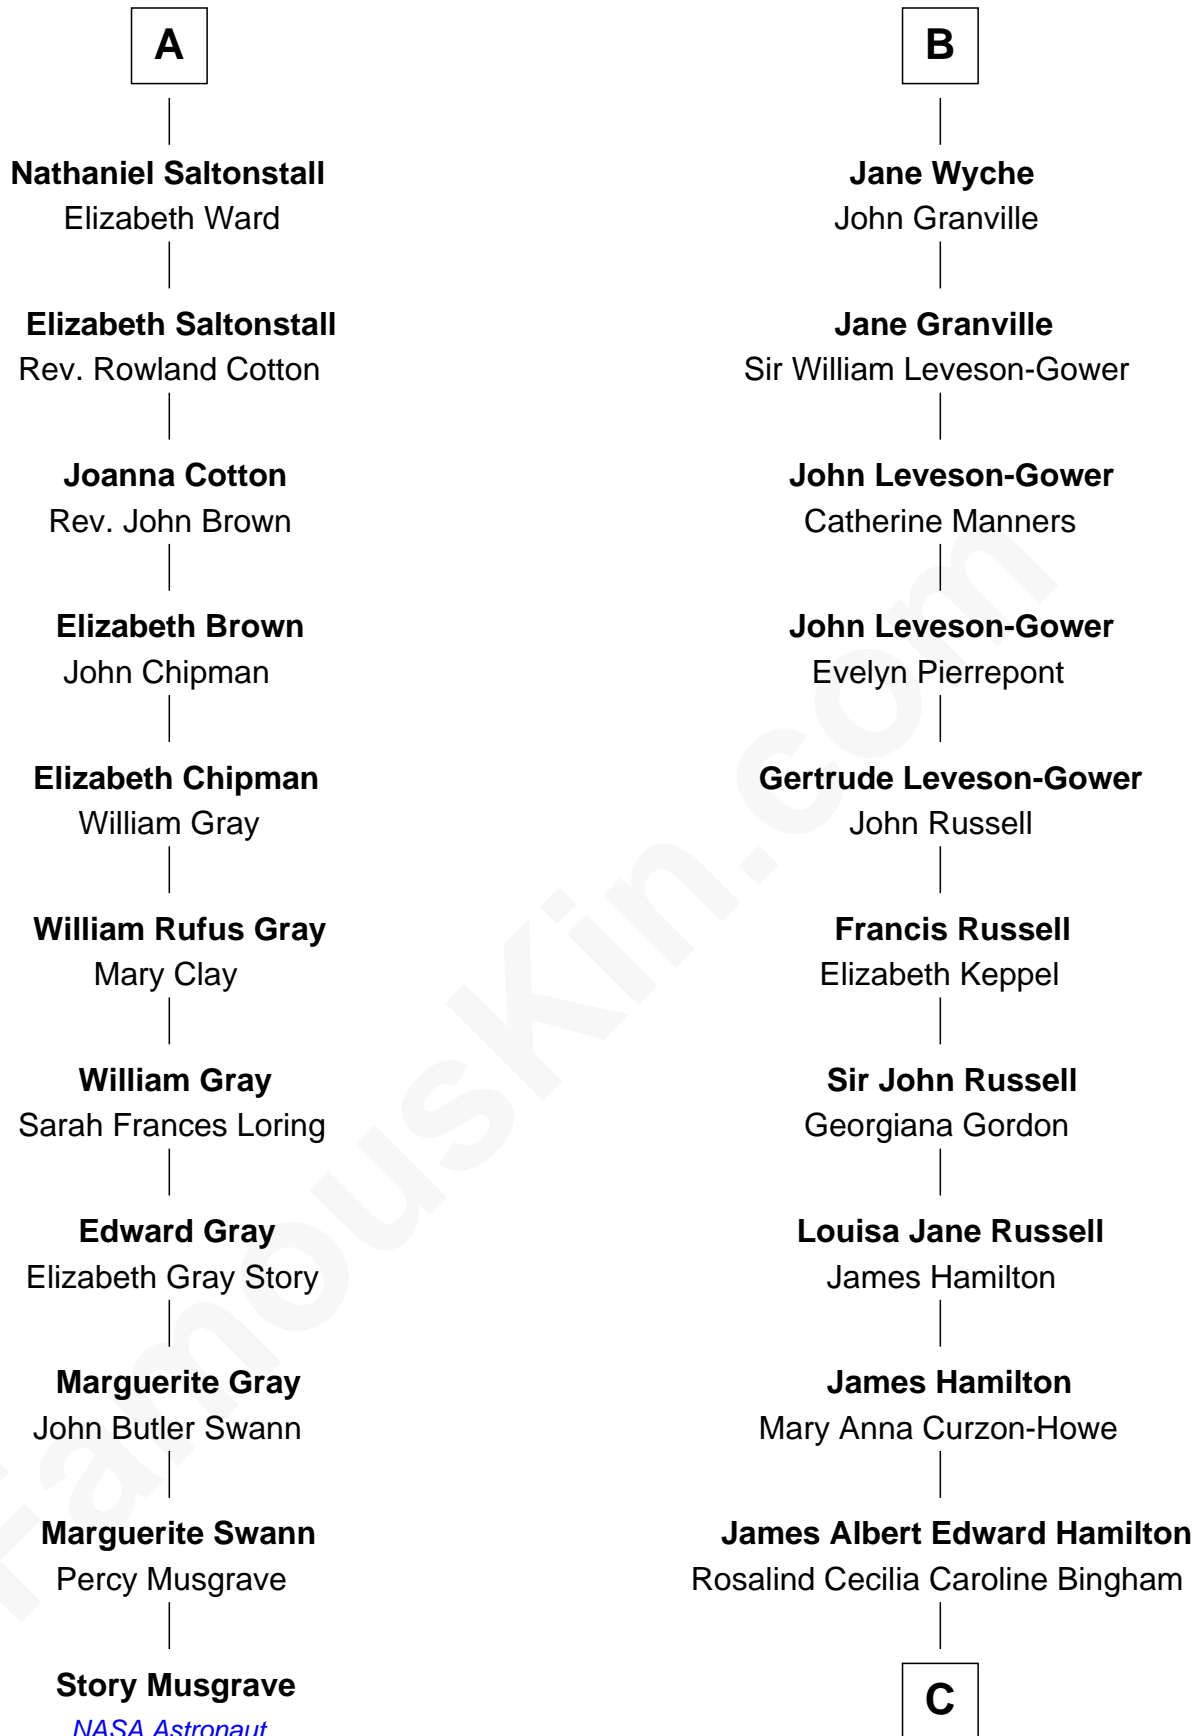 A
Nathaniel Saltonstall
Elizabeth Ward
Elizabeth Saltonstall
Rev. Rowland Cotton
Joanna Cotton
Rev. John Brown
Elizabeth Brown
John Chipman
Elizabeth Chipman
William Gray
William Rufus Gray
Mary Clay
William Gray
Sarah Frances Loring
Edward Gray
Elizabeth Gray Story
Marguerite Gray
John Butler Swann
Marguerite Swann
Percy Musgrave
Story Musgrave
NASA Astronaut
B
Jane Wyche
John Granville
Jane Granville
Sir William Leveson-Gower
John Leveson-Gower
Catherine Manners
John Leveson-Gower
Evelyn Pierrepont
Gertrude Leveson-Gower
John Russell
Francis Russell
Elizabeth Keppel
Sir John Russell
Georgiana Gordon
Louisa Jane Russell
James Hamilton
James Hamilton
Mary Anna Curzon-Howe
James Albert Edward Hamilton
Rosalind Cecilia Caroline Bingham
C
FamousKin.com